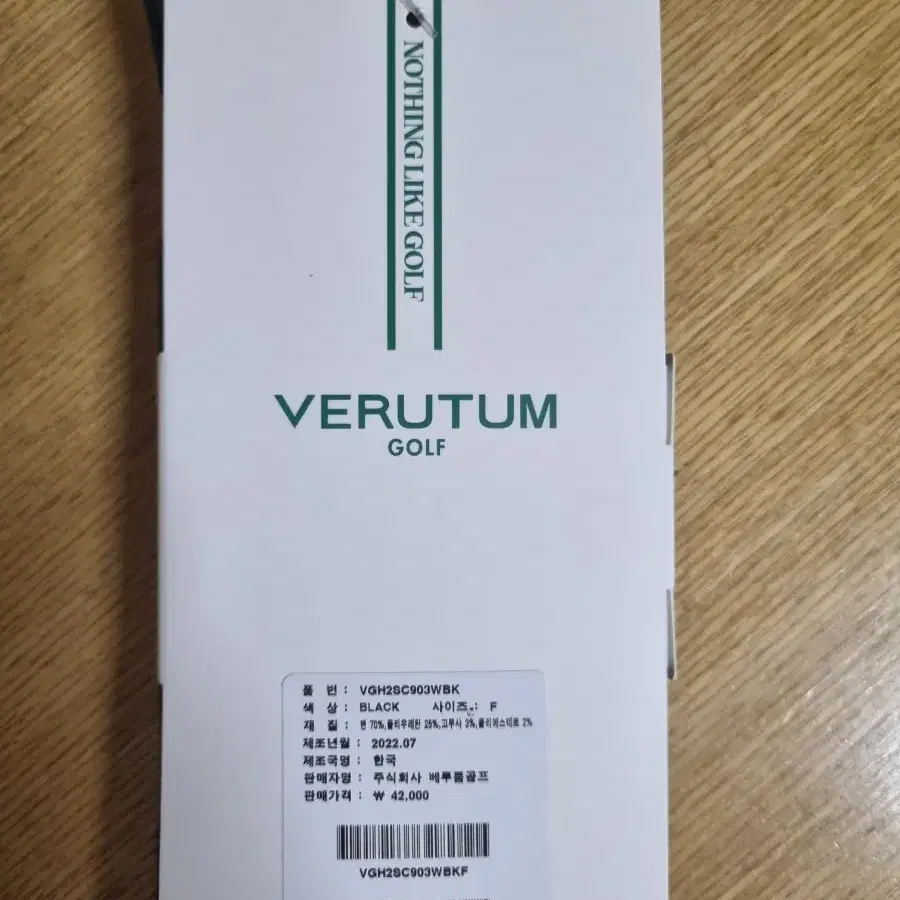 NOTHING LIKE GOLF
VERUTUM
GOLF
품 번 : VGH2SC903WBK
색 상 : BLACK 사이즈 : F
재 질 : 면 70%,폴리우레탄 25%,고무사 3%,폴리에스테르 2%
제조년월 : 2022.07
제조국명 : 한국
판매자명 : 주식회사 베루툼골프
판매가격 : ₩ 42,000
VGH2SC903WBKF